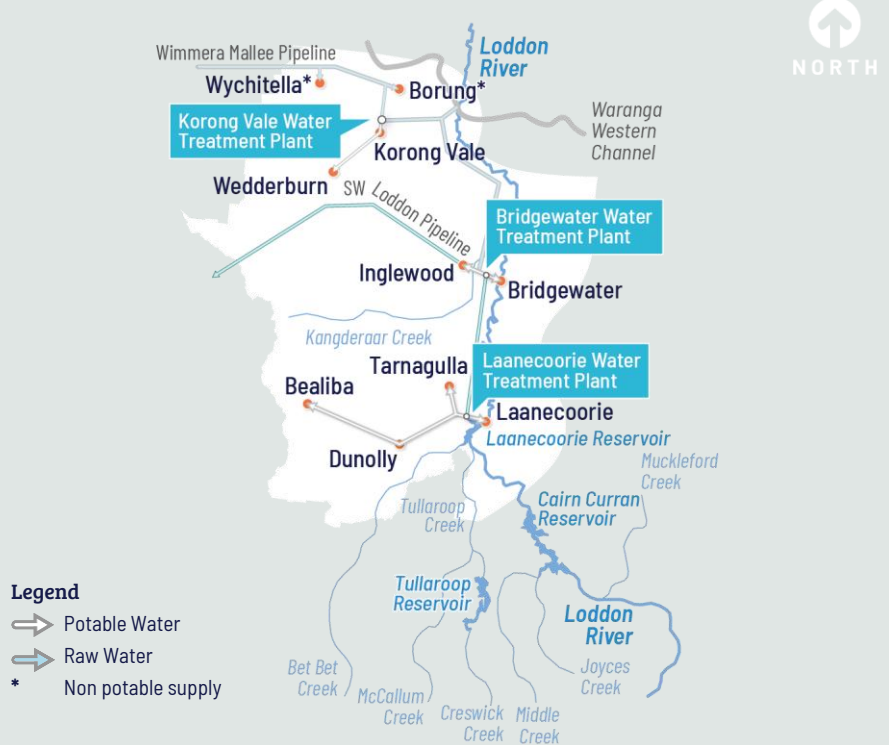 NORTH
Wimmera Mallee Pipeline
Loddon
River
Wychitella*
Borung*
Waranga
Western
Channel
Korong Vale Water
Treatment Plant
Korong Vale
Wedderburn
SW Loddon Pipeline
Bridgewater Water
Treatment Plant
Inglewood
Bridgewater
Kangderaar Creek
Tarnagulla
Laanecoorie Water
Treatment Plant
Bealiba
Laanecoorie
Laanecoorie Reservoir
Dunolly
Muckleford
Creek
Tullaroop
Creek
Cairn Curran
Reservoir
Tullaroop
Reservoir
Loddon
River
Legend
Potable Water
Raw Water
* Non potable supply
Bet Bet
Creek
McCallum
Creek
Creswick
Creek
Middle
Creek
Joyces
Creek